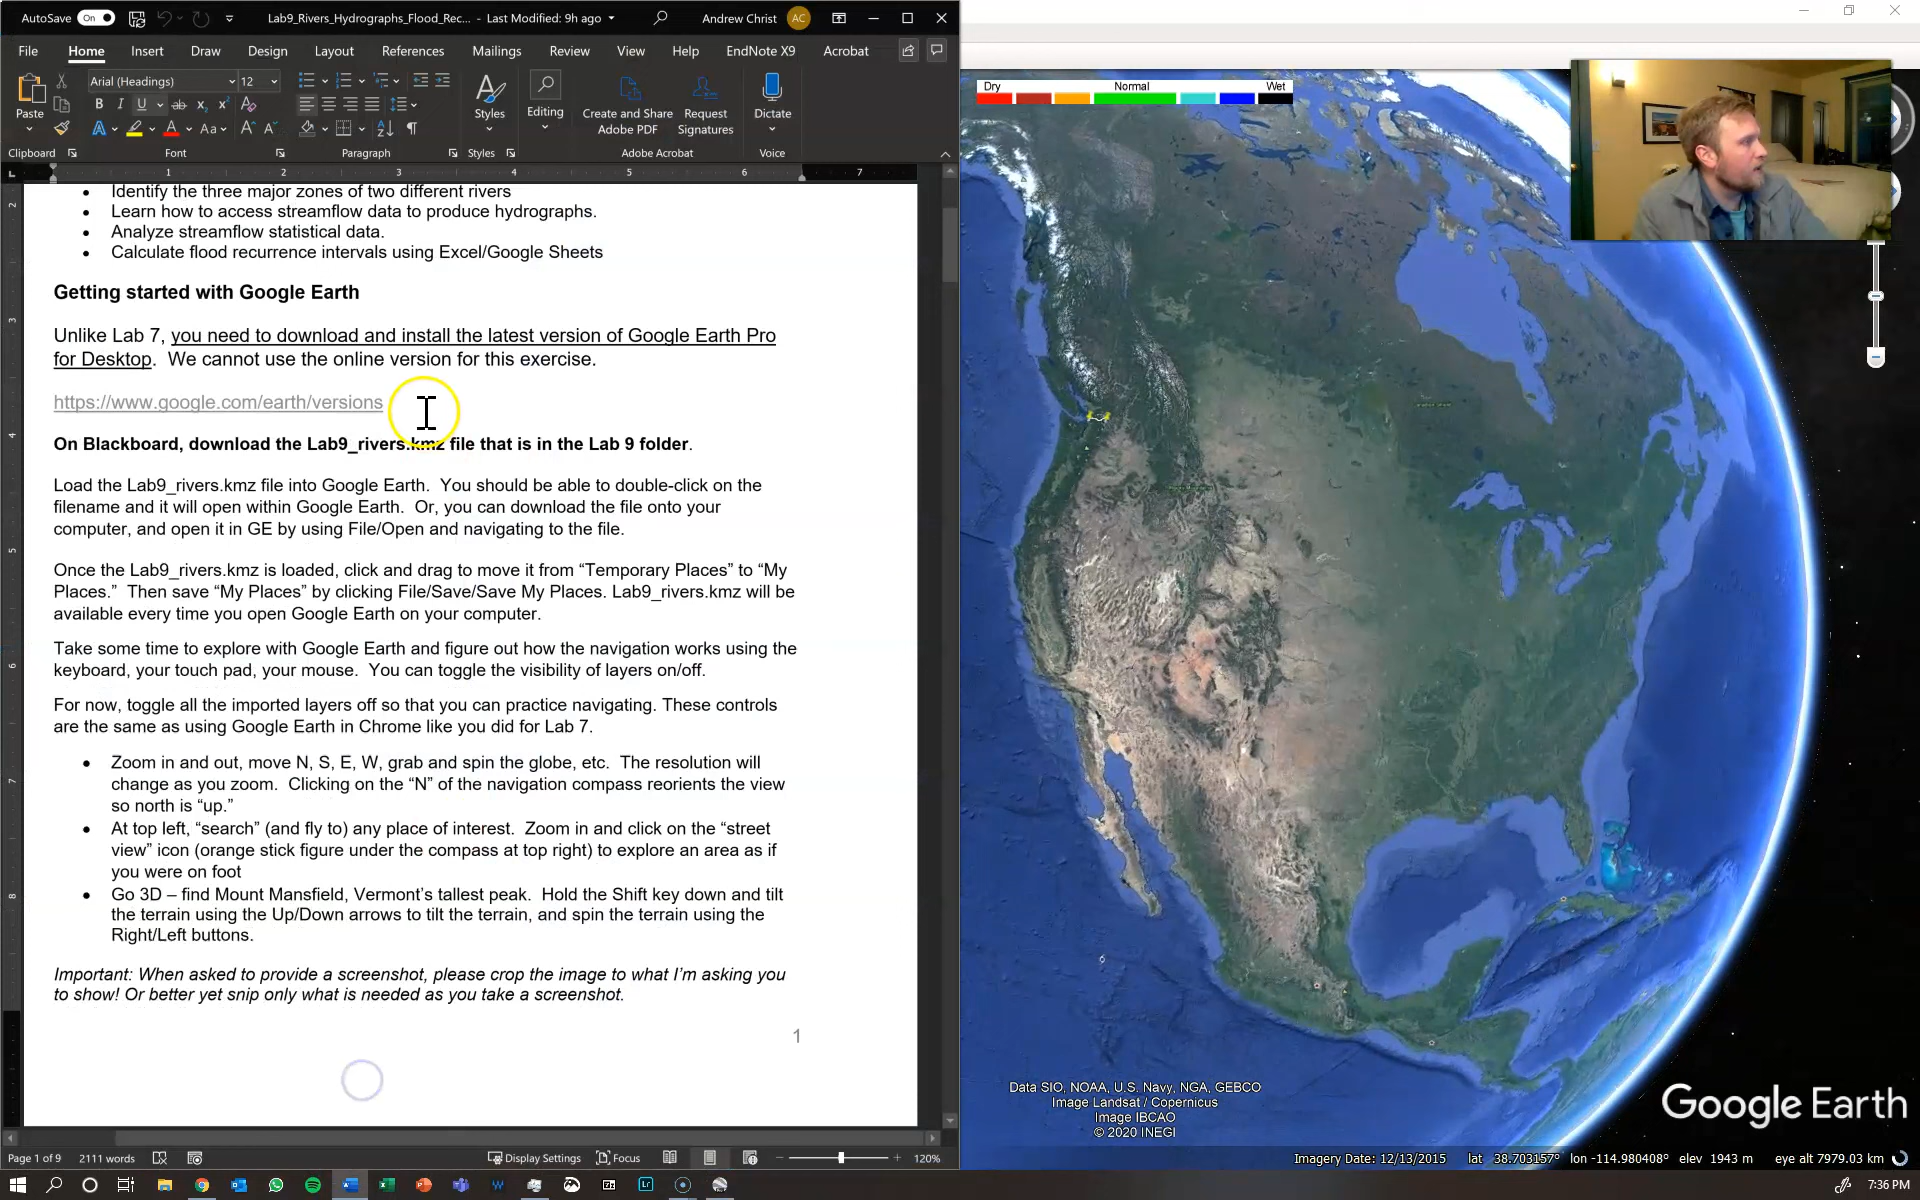 AutoSave On Lab9_Rivers_Hydrographs_Flood_Rec... - Last Modified: 9h ago Andrew Christ AC
File Home Insert Draw Design Layout References Mailings Review View Help EndNote X9 Acrobat
Arial (Headings) 12
Paste Styles Editing Create and Share Adobe PDF Request Signatures Dictate
Clipboard Font Paragraph Styles Adobe Acrobat Voice
1 2 3 4 5 6 7
Identify the three major zones of two different rivers
Learn how to access streamflow data to produce hydrographs.
Analyze streamflow statistical data.
Calculate flood recurrence intervals using Excel/Google Sheets
Getting started with Google Earth
Unlike Lab 7, you need to download and install the latest version of Google Earth Pro
for Desktop. We cannot use the online version for this exercise.
https://www.google.com/earth/versions
On Blackboard, download the Lab9_rivers.kmz file that is in the Lab 9 folder.
Load the Lab9_rivers.kmz file into Google Earth. You should be able to double-click on the
filename and it will open within Google Earth. Or, you can download the file onto your
computer, and open it in GE by using File/Open and navigating to the file.
Once the Lab9_rivers.kmz is loaded, click and drag to move it from “Temporary Places” to “My
Places.” Then save “My Places” by clicking File/Save/Save My Places. Lab9_rivers.kmz will be
available every time you open Google Earth on your computer.
Take some time to explore with Google Earth and figure out how the navigation works using the
keyboard, your touch pad, your mouse. You can toggle the visibility of layers on/off.
For now, toggle all the imported layers off so that you can practice navigating. These controls
are the same as using Google Earth in Chrome like you did for Lab 7.
Zoom in and out, move N, S, E, W, grab and spin the globe, etc. The resolution will
change as you zoom. Clicking on the “N” of the navigation compass reorients the view
so north is “up.”
At top left, “search” (and fly to) any place of interest. Zoom in and click on the “street
view” icon (orange stick figure under the compass at top right) to explore an area as if
you were on foot
Go 3D – find Mount Mansfield, Vermont’s tallest peak. Hold the Shift key down and tilt
the terrain using the Up/Down arrows to tilt the terrain, and spin the terrain using the
Right/Left buttons.
Important: When asked to provide a screenshot, please crop the image to what I’m asking you
to show! Or better yet snip only what is needed as you take a screenshot.
1
Page 1 of 9 2111 words Display Settings Focus 120%
Dry Normal Wet
Data SIO, NOAA, U.S. Navy, NGA, GEBCO
Image Landsat / Copernicus
Image IBCAO
© 2020 INEGI
Google Earth
Imagery Date: 12/13/2015 lat 38.703157° lon -114.980408° elev 1943 m eye alt 7979.03 km
7:36 PM